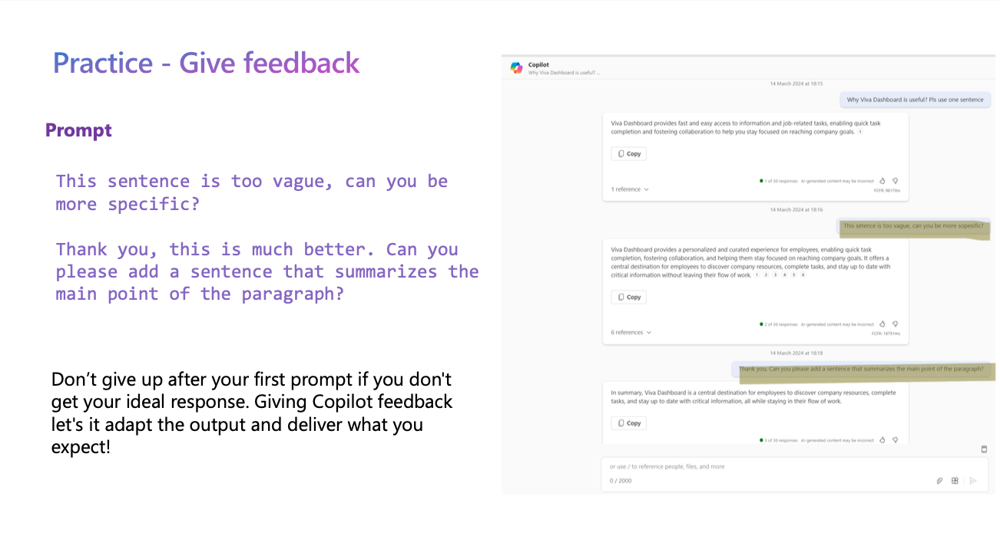 Practice - Give feedback
Prompt
This sentence is too vague, can you be
more specific?
Thank you, this is much better. Can you
please add a sentence that summarizes the
main point of the paragraph?
Don’t give up after your first prompt if you don't
get your ideal response. Giving Copilot feedback
let's it adapt the output and deliver what you
expect!
Copilot
Why Viva Dashboard is useful? ...
14 March 2024 at 18:15
Why Viva Dashboard is useful? Pls use one sentence
Viva Dashboard provides fast and easy access to information and job-related tasks, enabling quick task
completion and fostering collaboration to help you stay focused on reaching company goals. 1
Copy
1 of 30 responses AI-generated content may be incorrect
1 reference
FCFR: 9817ms
14 March 2024 at 18:16
This setence is too vague, can you be more sopesific?
Viva Dashboard provides a personalized and curated experience for employees, enabling quick task
completion, fostering collaboration, and helping them stay focused on reaching company goals. It offers a
central destination for employees to discover company resources, complete tasks, and stay up to date with
critical information without leaving their flow of work. 1 2 3 4 5 6
Copy
2 of 30 responses AI-generated content may be incorrect
6 references
FCFR: 18751ms
14 March 2024 at 18:18
Thank you. Can you please add a sentence that summarizes the main point of the paragraph?
In summary, Viva Dashboard is a central destination for employees to discover company resources, complete
tasks, and stay up to date with critical information, all while staying in their flow of work.
Copy
3 of 30 responses AI-generated content may be incorrect
or use / to reference people, files, and more
0 / 2000